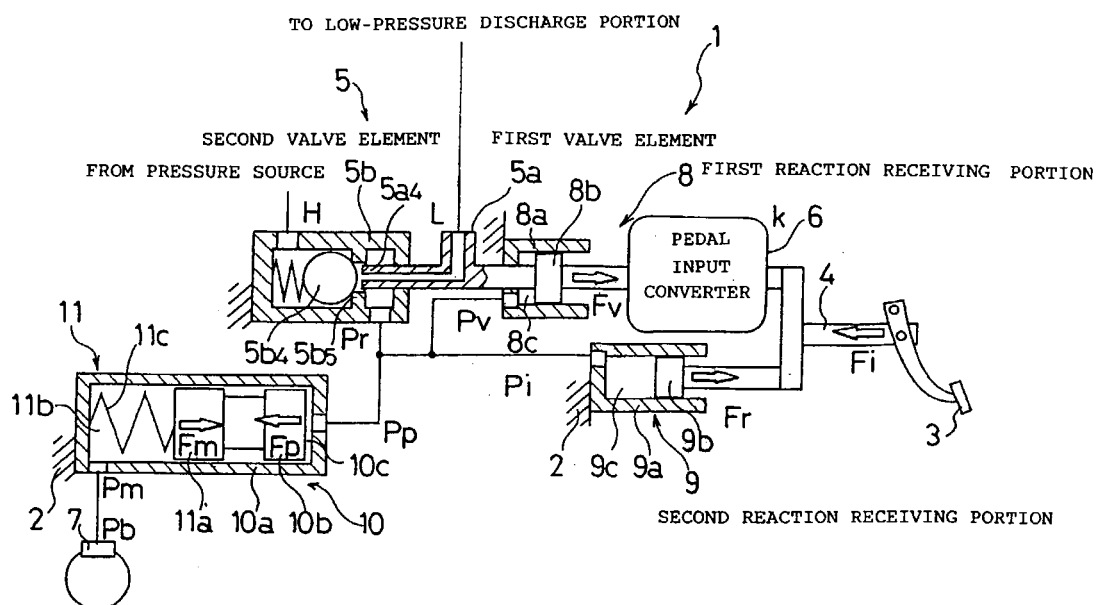 TO LOW-PRESSURE DISCHARGE PORTION
1
5
SECOND VALVE ELEMENT
FIRST VALVE ELEMENT
FROM PRESSURE SOURCE
5b
5a4
5a
8
FIRST REACTION RECEIVING PORTION
H
L
8a
8b
k
6
PEDAL
INPUT
CONVERTER
4
11
11c
5b4
5b5
Pr
Pv
8c
Fv
Fi
11b
Pi
Fm
Fp
Pp
10c
2
9c
9a
9b
Fr
3
9
2
Pm
11a
10a
10b
10
7
Pb
SECOND REACTION RECEIVING PORTION